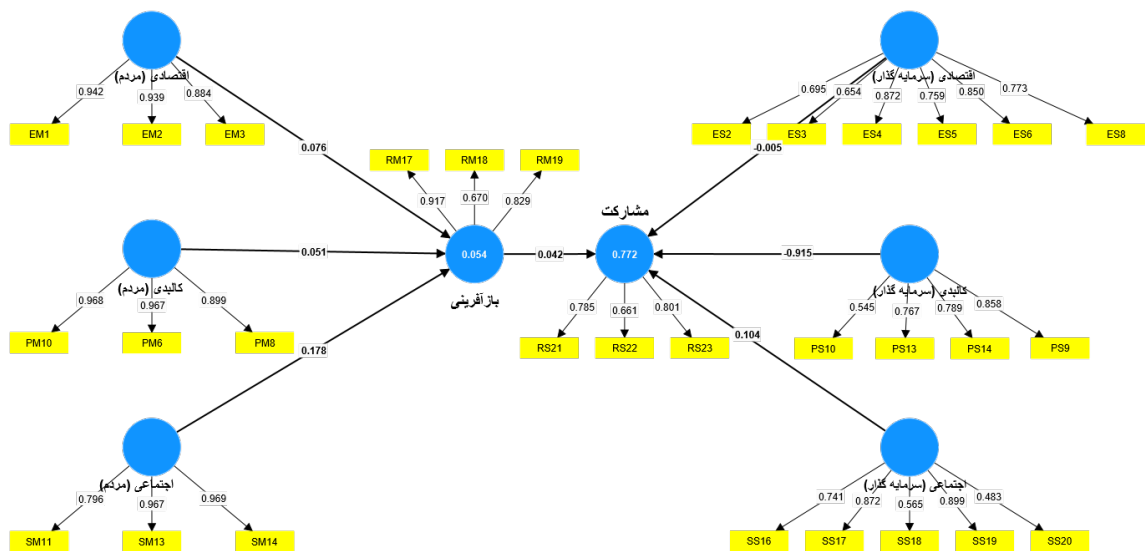 اقتصادی (مردم)
0.942
0.939
0.884
EM1
EM2
EM3
0.076
اقتصادی (سرمایه گذار)
0.695
0.654
0.872
0.759
0.850
0.773
ES2
ES3
ES4
ES5
ES6
ES8
-0.005
RM17
RM18
RM19
0.917
0.670
0.829
مشارکت
0.051
0.054
0.042
0.772
-0.915
بازآفرینی
کالبدی (مردم)
0.968
0.967
0.899
PM10
PM6
PM8
0.785
0.661
0.801
RS21
RS22
RS23
کالبدی (سرمایه گذار)
0.545
0.767
0.789
0.858
PS10
PS13
PS14
PS9
0.178
0.104
اجتماعی (مردم)
0.796
0.967
0.969
SM11
SM13
SM14
اجتماعی (سرمایه گذار)
0.741
0.872
0.565
0.899
0.483
SS16
SS17
SS18
SS19
SS20